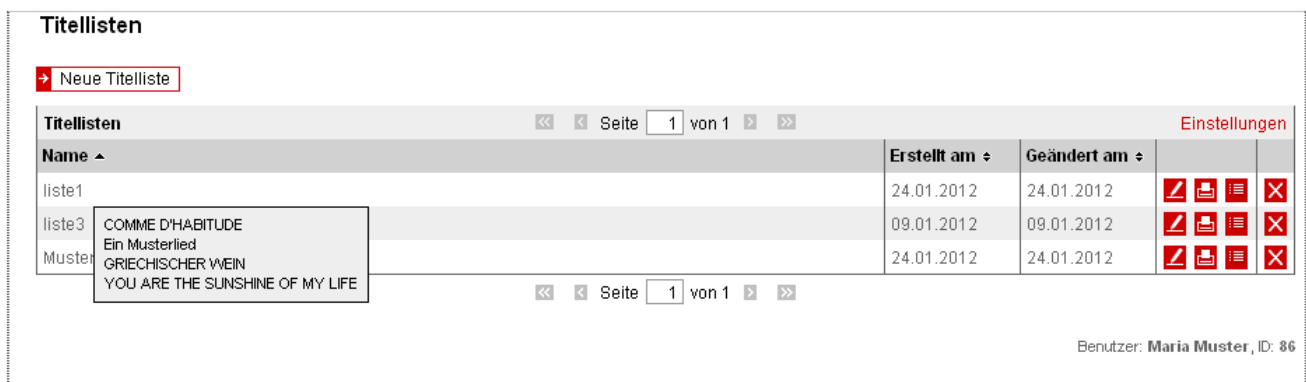 Titellisten
Neue Titelliste
Titellisten Seite 1 von 1 Einstellungen
Name Erstellt am Geändert am
liste1 24.01.2012 24.01.2012
liste3 09.01.2012 09.01.2012
Muster 24.01.2012 24.01.2012
COMME D'HABITUDE
Ein Musterlied
GRIECHISCHER WEIN
YOU ARE THE SUNSHINE OF MY LIFE
Seite 1 von 1
Benutzer: Maria Muster, ID: 86